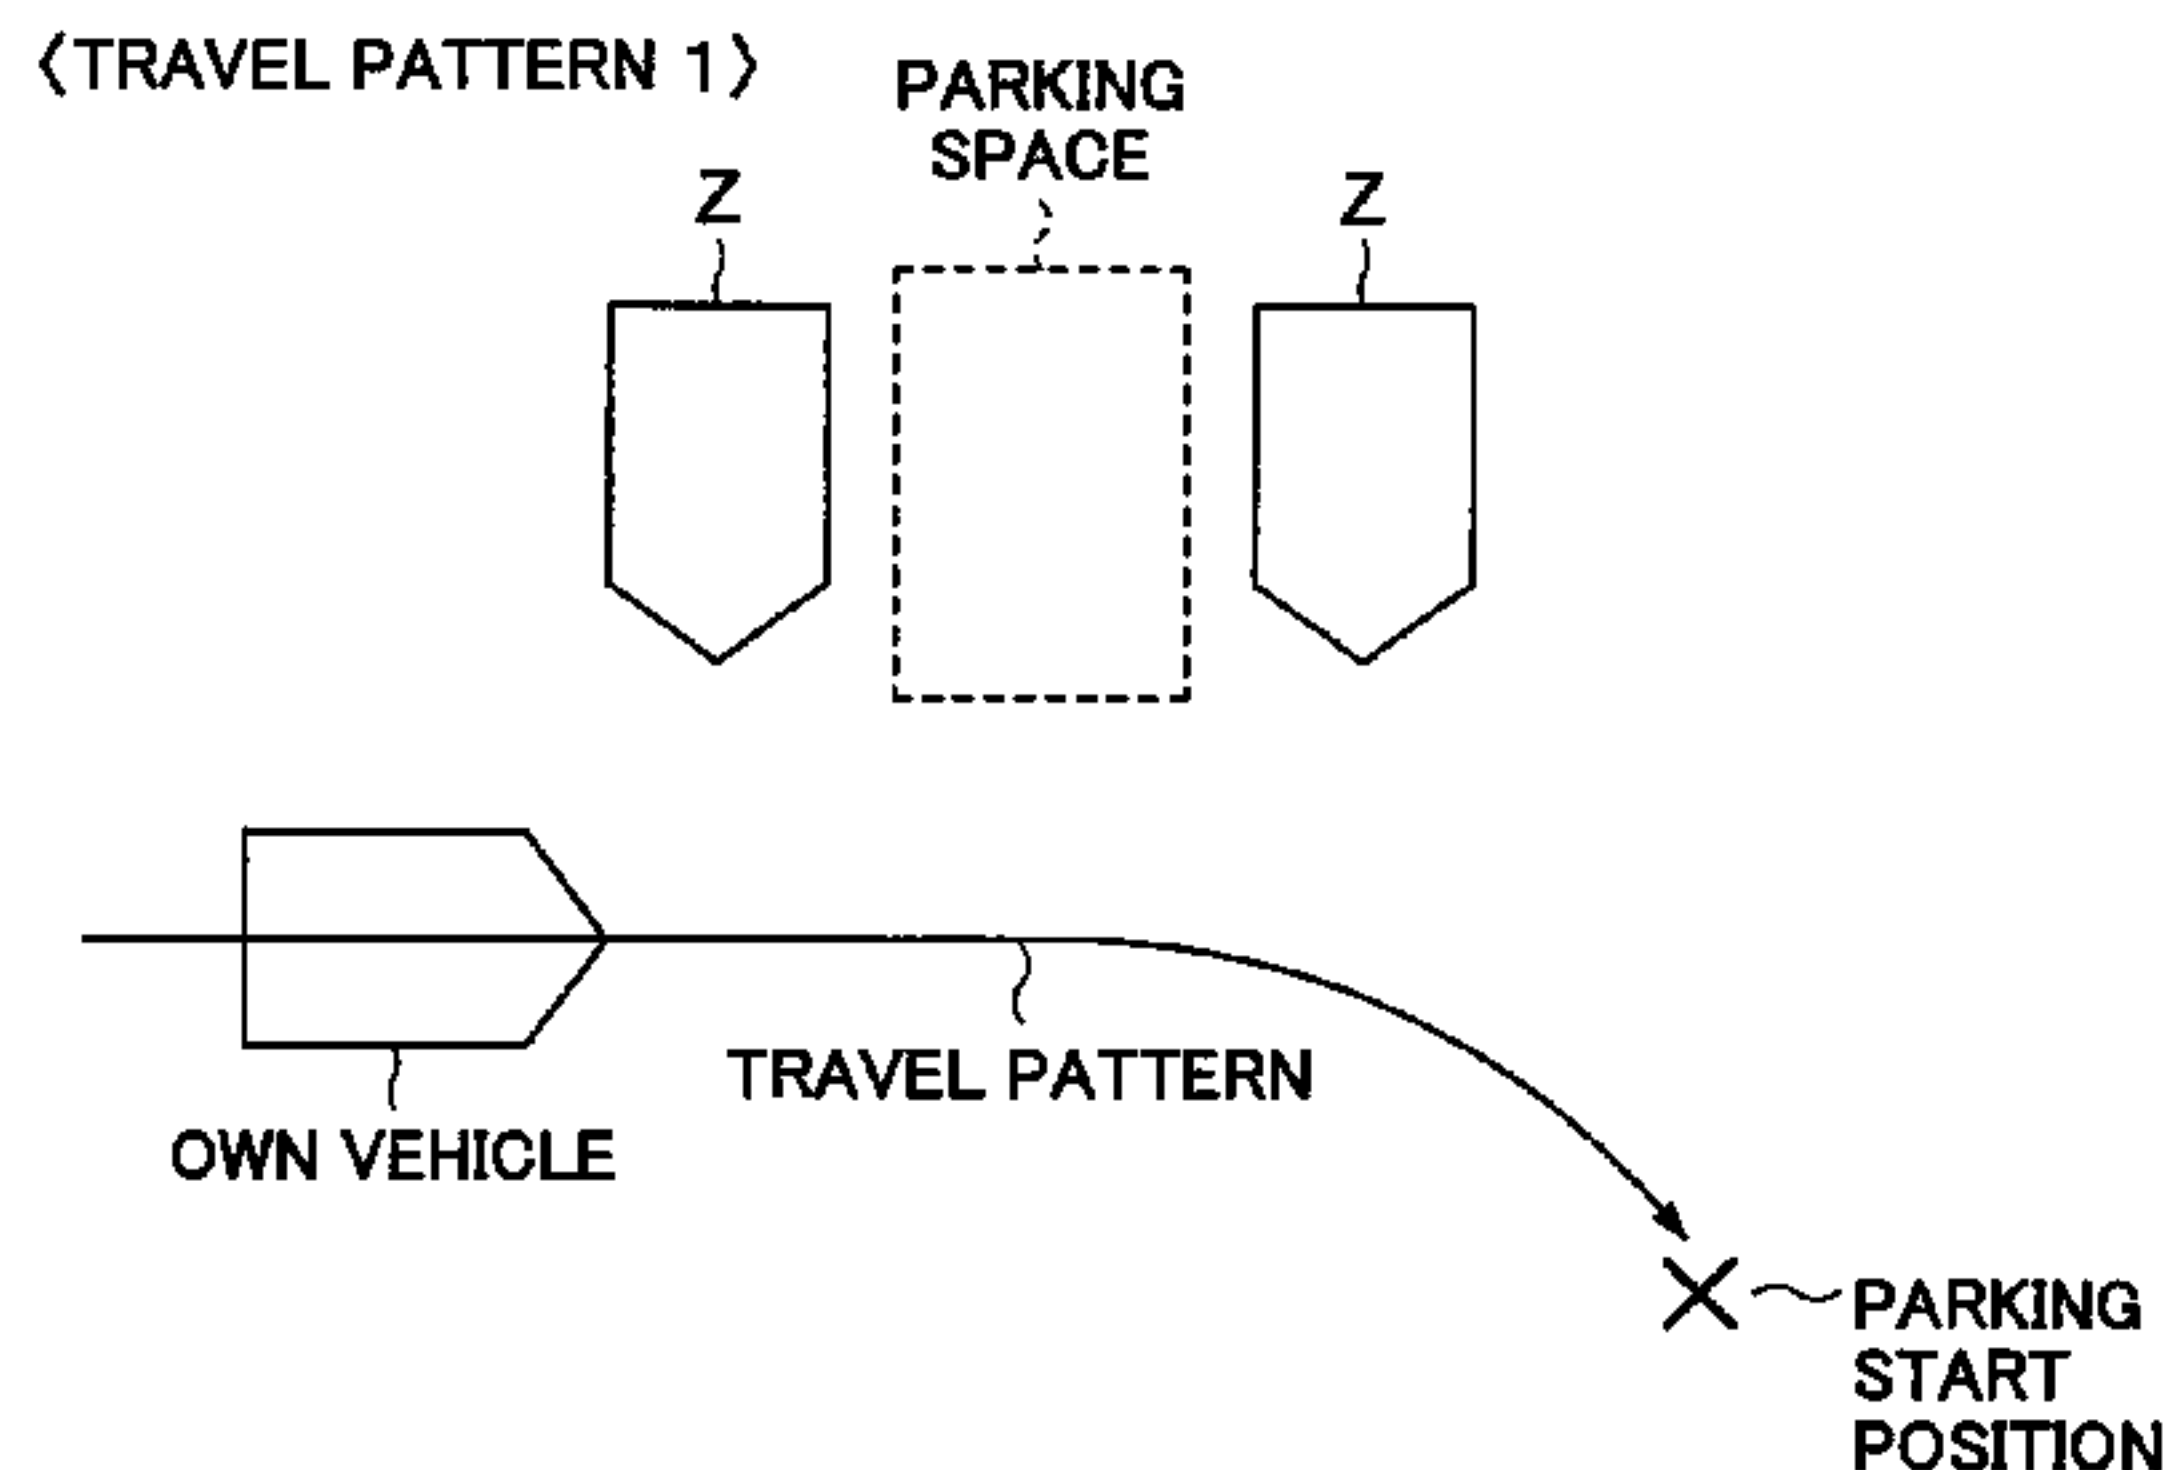 〈TRAVEL PATTERN 1〉
PARKING
SPACE
Z
Z
TRAVEL PATTERN
OWN VEHICLE
PARKING
START
POSITION